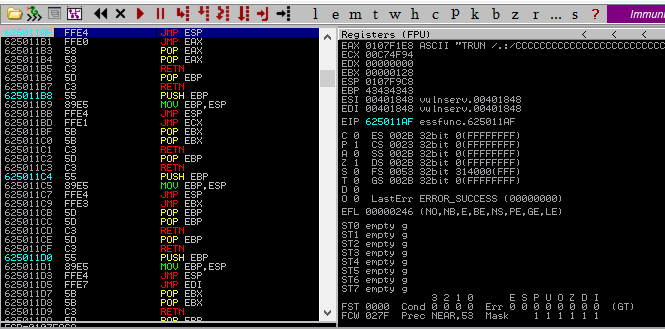 l e m t w h c p k b z r ... s ? Immuni
FFE4 JMP ESP
625011B1 FFE0 JMP EAX
625011B3 58 POP EAX
625011B4 58 POP EAX
625011B5 C3 RETN
625011B6 5D POP EBP
625011B7 C3 RETN
625011B8 55 PUSH EBP
625011B9 89E5 MOV EBP,ESP
625011BB FFE4 JMP ESP
625011BD FFE1 JMP ECX
625011BF 5B POP EBX
625011C0 5B POP EBX
625011C1 C3 RETN
625011C2 5D POP EBP
625011C3 C3 RETN
625011C4 55 PUSH EBP
625011C5 89E5 MOV EBP,ESP
625011C7 FFE4 JMP ESP
625011C9 FFE3 JMP EBX
625011CB 5D POP EBP
625011CC 5D POP EBP
625011CD C3 RETN
625011CE 5D POP EBP
625011CF C3 RETN
625011D0 55 PUSH EBP
625011D1 89E5 MOV EBP,ESP
625011D3 FFE4 JMP ESP
625011D5 FFE7 JMP EDI
625011D7 5B POP EBX
625011D8 5B POP EBX
625011D9 C3 RETN
Registers (FPU) < < <
EAX 0107F1E8 ASCII "TRUN /.:/CCCCCCCCCCCCCCCCCCCCCCCC
ECX 00C74F94
EDX 00000000
EBX 00000128
ESP 0107F9C8
EBP 43434343
ESI 00401848 vulnserv.00401848
EDI 00401848 vulnserv.00401848
EIP 625011AF essfunc.625011AF
C 0 ES 002B 32bit 0(FFFFFFFF)
P 1 CS 0023 32bit 0(FFFFFFFF)
A 0 SS 002B 32bit 0(FFFFFFFF)
Z 1 DS 002B 32bit 0(FFFFFFFF)
S 0 FS 0053 32bit 314000(FFF)
T 0 GS 002B 32bit 0(FFFFFFFF)
D 0
O 0 LastErr ERROR_SUCCESS (00000000)
EFL 00000246 (NO,NB,E,BE,NS,PE,GE,LE)
ST0 empty g
ST1 empty g
ST2 empty g
ST3 empty g
ST4 empty g
ST5 empty g
ST6 empty g
ST7 empty g
3 2 1 0 E S P U O Z D I
FST 0000 Cond 0 0 0 0 Err 0 0 0 0 0 0 0 0 (GT)
FCW 027F Prec NEAR,53 Mask 1 1 1 1 1 1